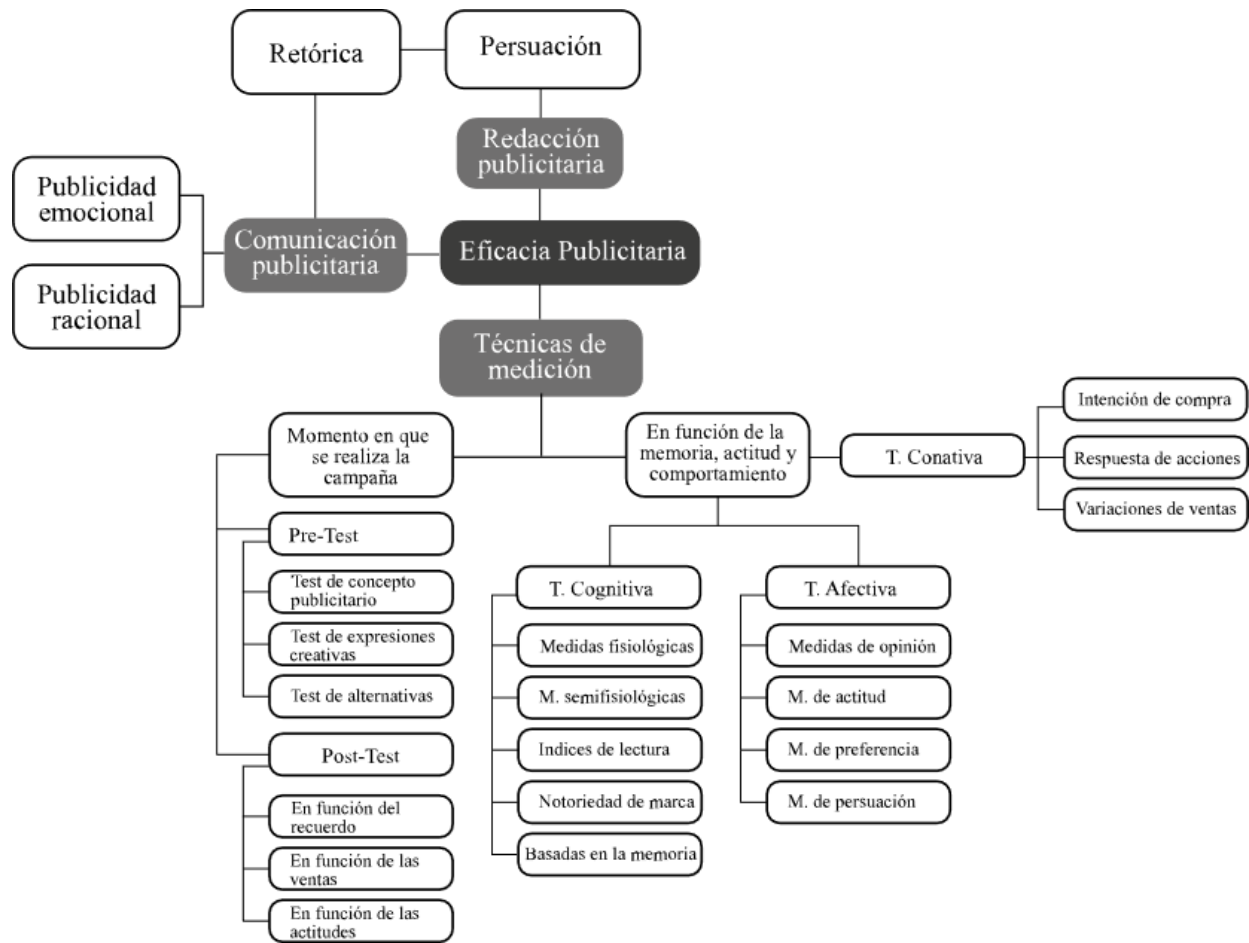 Retórica
Persuación
Redacción
publicitaria
Publicidad
emocional
Publicidad
racional
Comunicación
publicitaria
Eficacia Publicitaria
Técnicas de
medición
Momento en que
se realiza la
campaña
Pre-Test
Test de concepto
publicitario
Test de expresiones
creativas
Test de alternativas
Post-Test
En función del
recuerdo
En función de las
ventas
En función de las
actitudes
En función de la
memoria, actitud y
comportamiento
T. Cognitiva
Medidas fisiológicas
M. semifisiológicas
Indices de lectura
Notoriedad de marca
Basadas en la memoria
T. Afectiva
Medidas de opinión
M. de actitud
M. de preferencia
M. de persuación
T. Conativa
Intención de compra
Respuesta de acciones
Variaciones de ventas